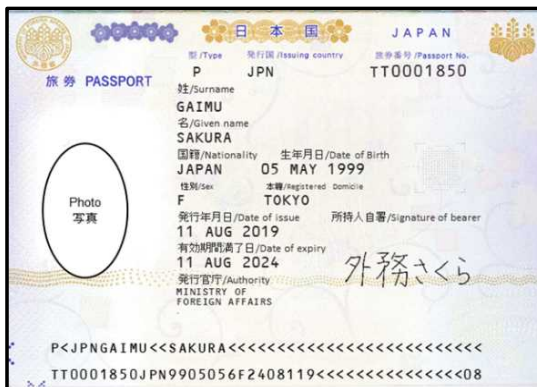 日 本 国 JAPAN
型/Type 発行国/Issuing country 旅券番号/Passport No.
旅券 PASSPORT P JPN TT0001850
姓/Surname
GAIMU
名/Given name
SAKURA
国籍/Nationality 生年月日/Date of Birth
JAPAN 05 MAY 1999
性別/Sex 本籍/Registered Domicile
F TOKYO
発行年月日/Date of issue 所持人自署/Signature of bearer
11 AUG 2019
有効期間満了日/Date of expiry
11 AUG 2024 外務さくら
発行官庁/Authority
MINISTRY OF
FOREIGN AFFAIRS
Photo
写真
P<JPNGAIMU<<SAKURA<<<<<<<<<<<<<<<<<<<<<<<<<<
TT0001850JPN9905056F2408119<<<<<<<<<<<<<<<08